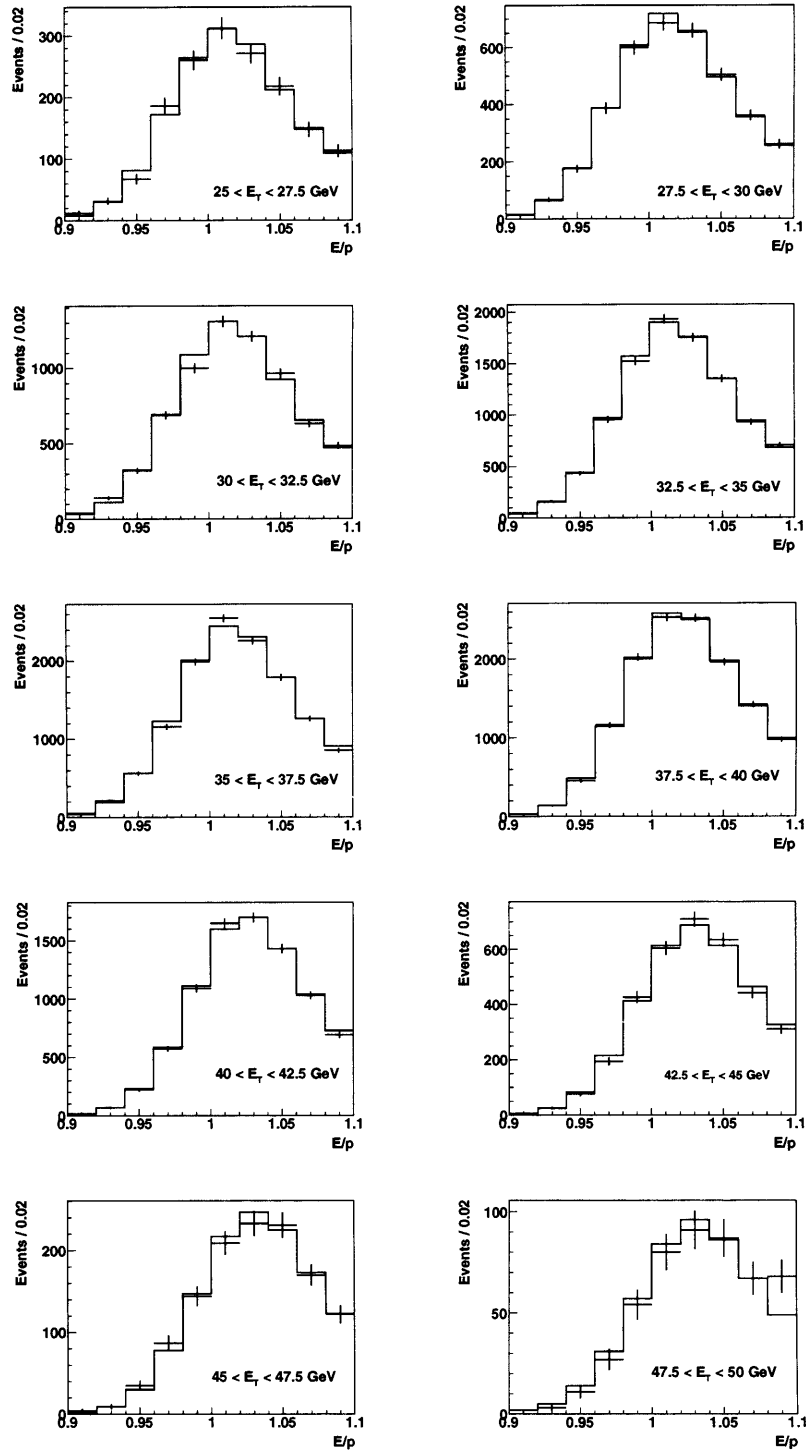 Events / 0.02
300
200
100
0
25 < E_T < 27.5 GeV
0.9 0.95 1 1.05 1.1
E/p
Events / 0.02
600
400
200
0
27.5 < E_T < 30 GeV
0.9 0.95 1 1.05 1.1
E/p
Events / 0.02
1000
500
0
30 < E_T < 32.5 GeV
0.9 0.95 1 1.05 1.1
E/p
Events / 0.02
2000
1500
1000
500
0
32.5 < E_T < 35 GeV
0.9 0.95 1 1.05 1.1
E/p
Events / 0.02
2000
1000
0
35 < E_T < 37.5 GeV
0.9 0.95 1 1.05 1.1
E/p
Events / 0.02
2000
1000
0
37.5 < E_T < 40 GeV
0.9 0.95 1 1.05 1.1
E/p
Events / 0.02
1500
1000
500
0
40 < E_T < 42.5 GeV
0.9 0.95 1 1.05 1.1
E/p
Events / 0.02
600
400
200
0
42.5 < E_T < 45 GeV
0.9 0.95 1 1.05 1.1
E/p
Events / 0.02
200
100
0
45 < E_T < 47.5 GeV
0.9 0.95 1 1.05 1.1
E/p
Events / 0.02
100
50
0
47.5 < E_T < 50 GeV
0.9 0.95 1 1.05 1.1
E/p